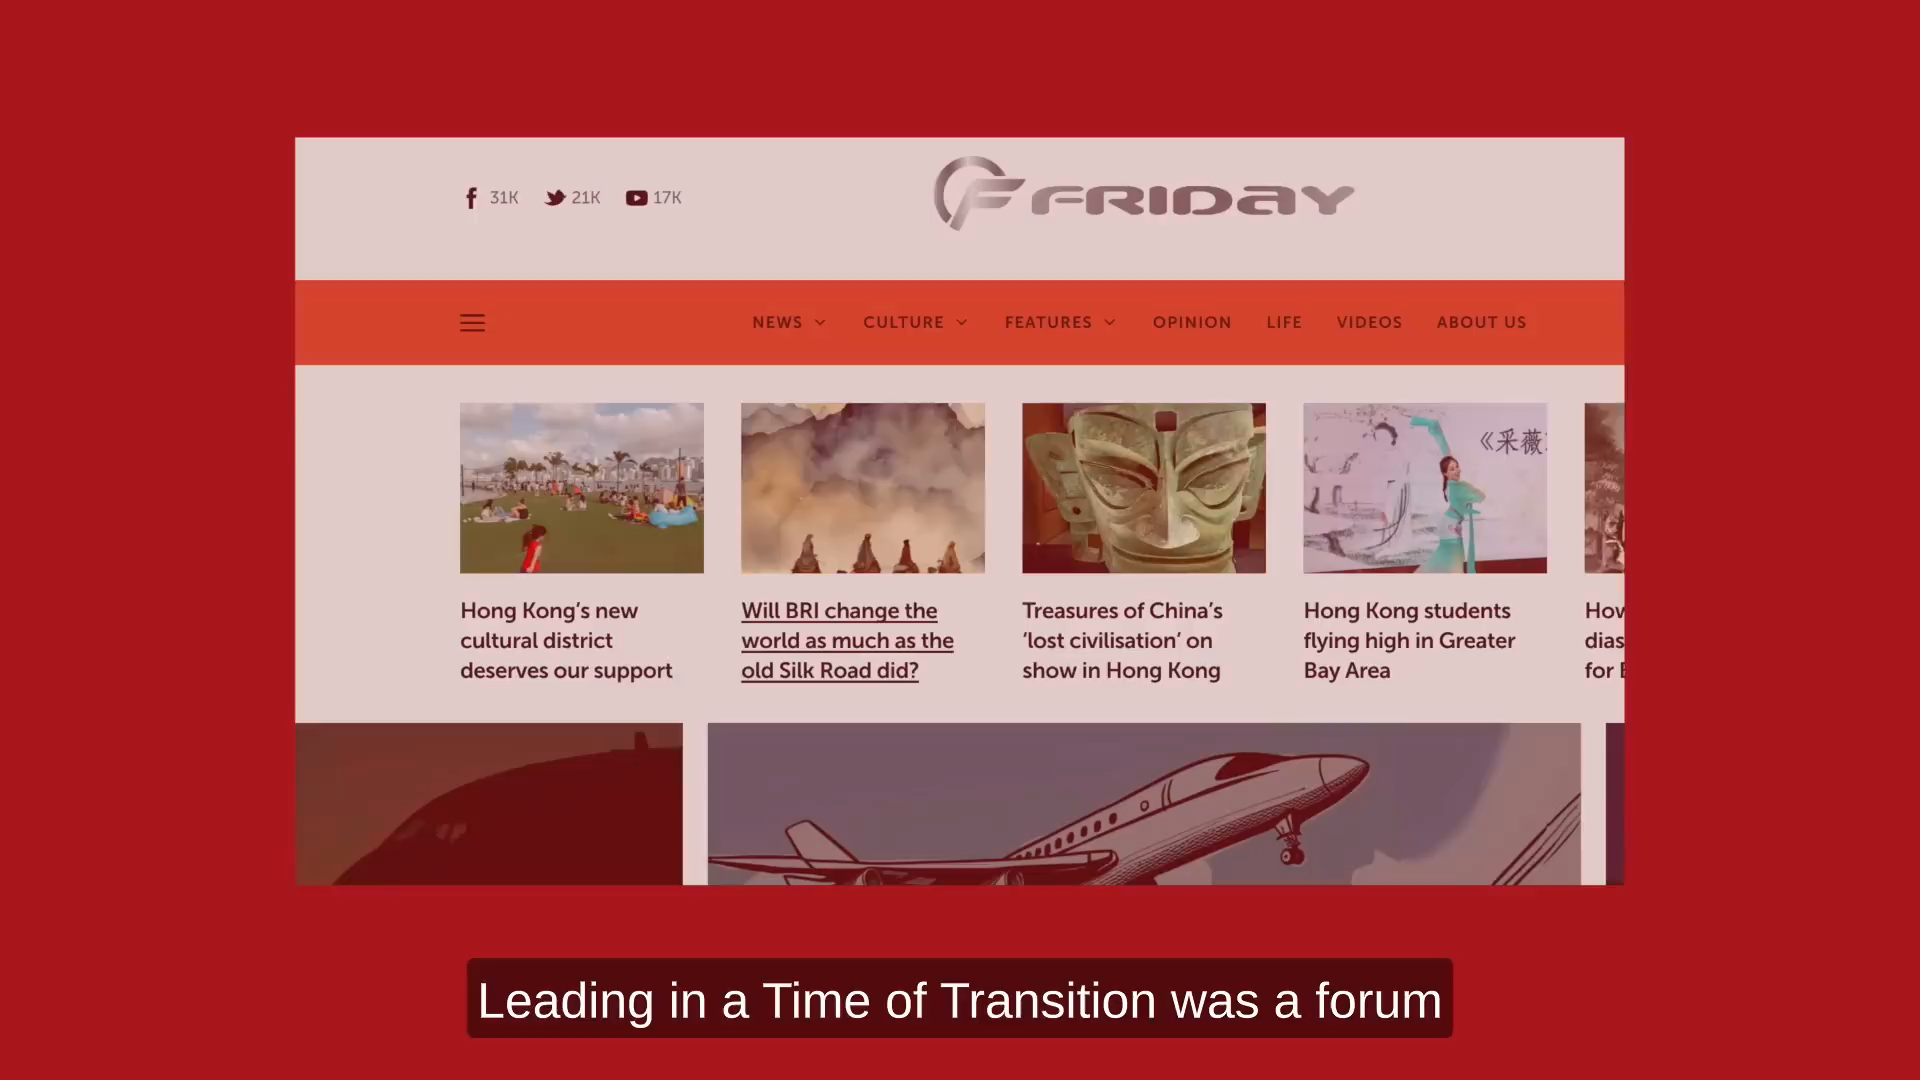 31K 21K 17K
FRIDAY
NEWS CULTURE FEATURES OPINION LIFE VIDEOS ABOUT US
《采薇
Hong Kong’s new
cultural district
deserves our support
Will BRI change the
world as much as the
old Silk Road did?
Treasures of China’s
‘lost civilisation’ on
show in Hong Kong
Hong Kong students
flying high in Greater
Bay Area
How
dias
for
Leading in a Time of Transition was a forum